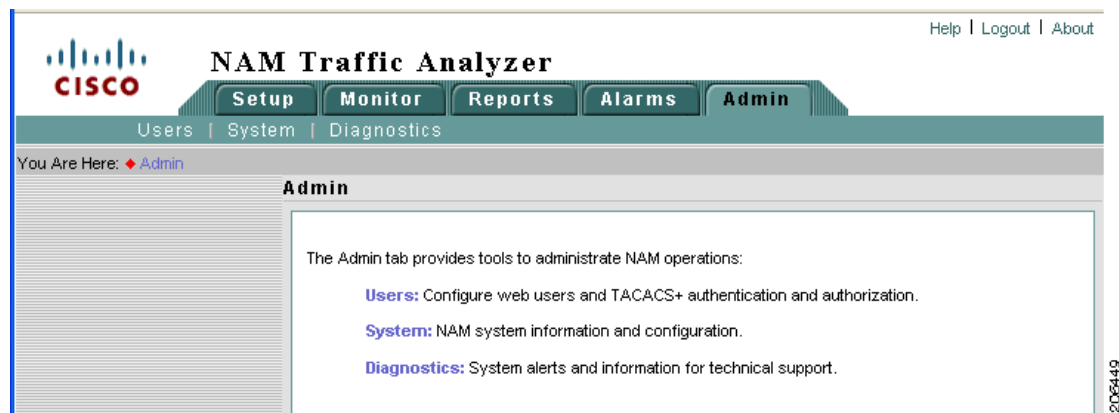 Help | Logout | About
CISCO
NAM Traffic Analyzer
Setup Monitor Reports Alarms Admin
Users | System | Diagnostics
You Are Here: ◆ Admin
Admin
The Admin tab provides tools to administrate NAM operations:
Users: Configure web users and TACACS+ authentication and authorization.
System: NAM system information and configuration.
Diagnostics: System alerts and information for technical support.
206449